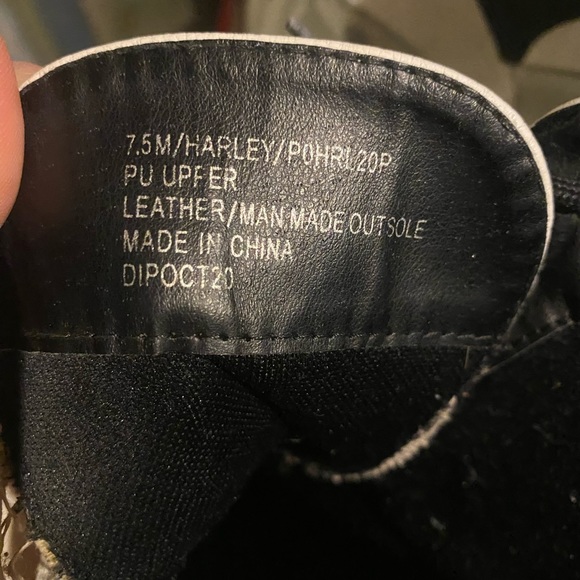 7.5M/HARLEY/P0HRL20P
PU UPPER
LEATHER/MAN MADE OUTSOLE
MADE IN CHINA
DIPOCT20